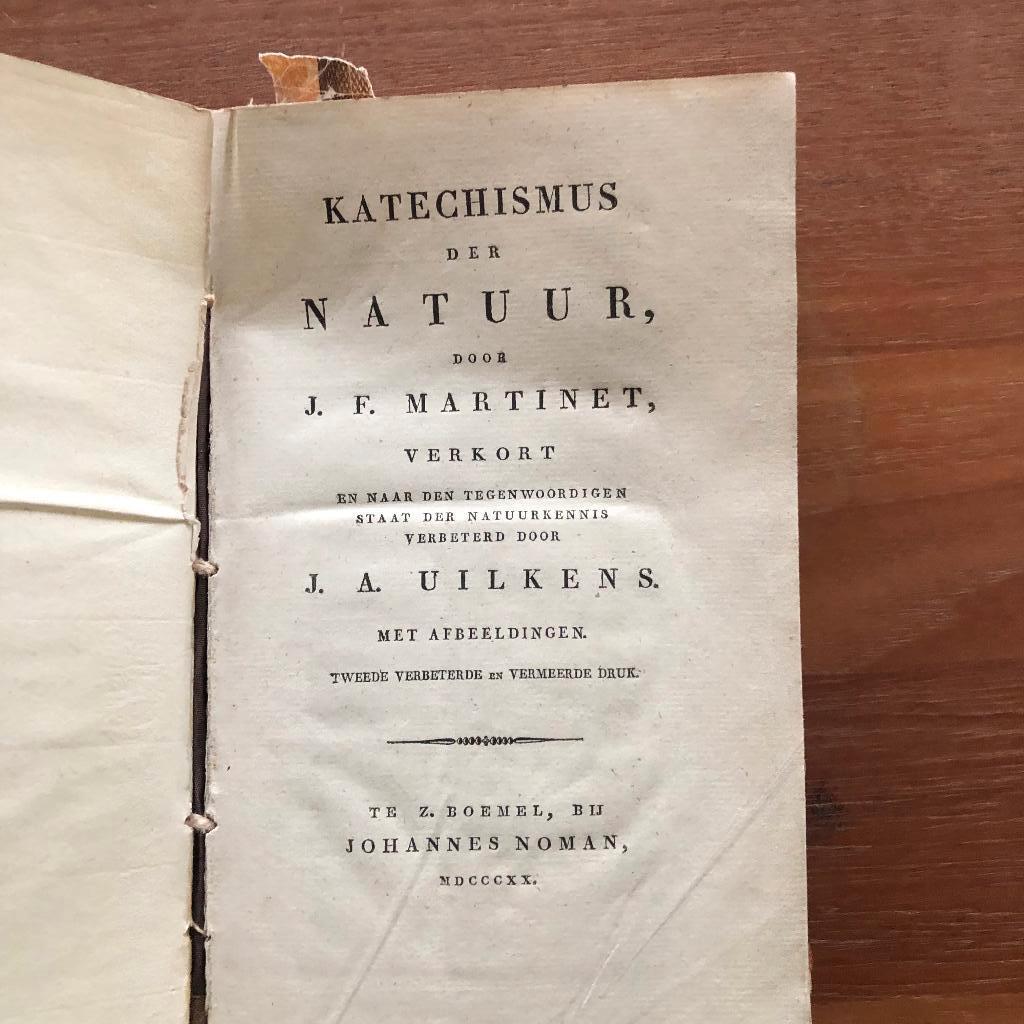 KATECHISMUS
DER
NATUUR,
DOOR
J. F. MARTINET,
VERKORT
EN NAAR DEN TEGENWOORDIGEN
STAAT DER NATUURKENNIS
VERBETERD DOOR
J. A. UILKENS.
MET AFBEELDINGEN.
TWEEDE VERBETERDE EN VERMEERDE DRUK.
TE Z. BOEMEL, BIJ
JOHANNES NOMAN,
MDCCCXX.